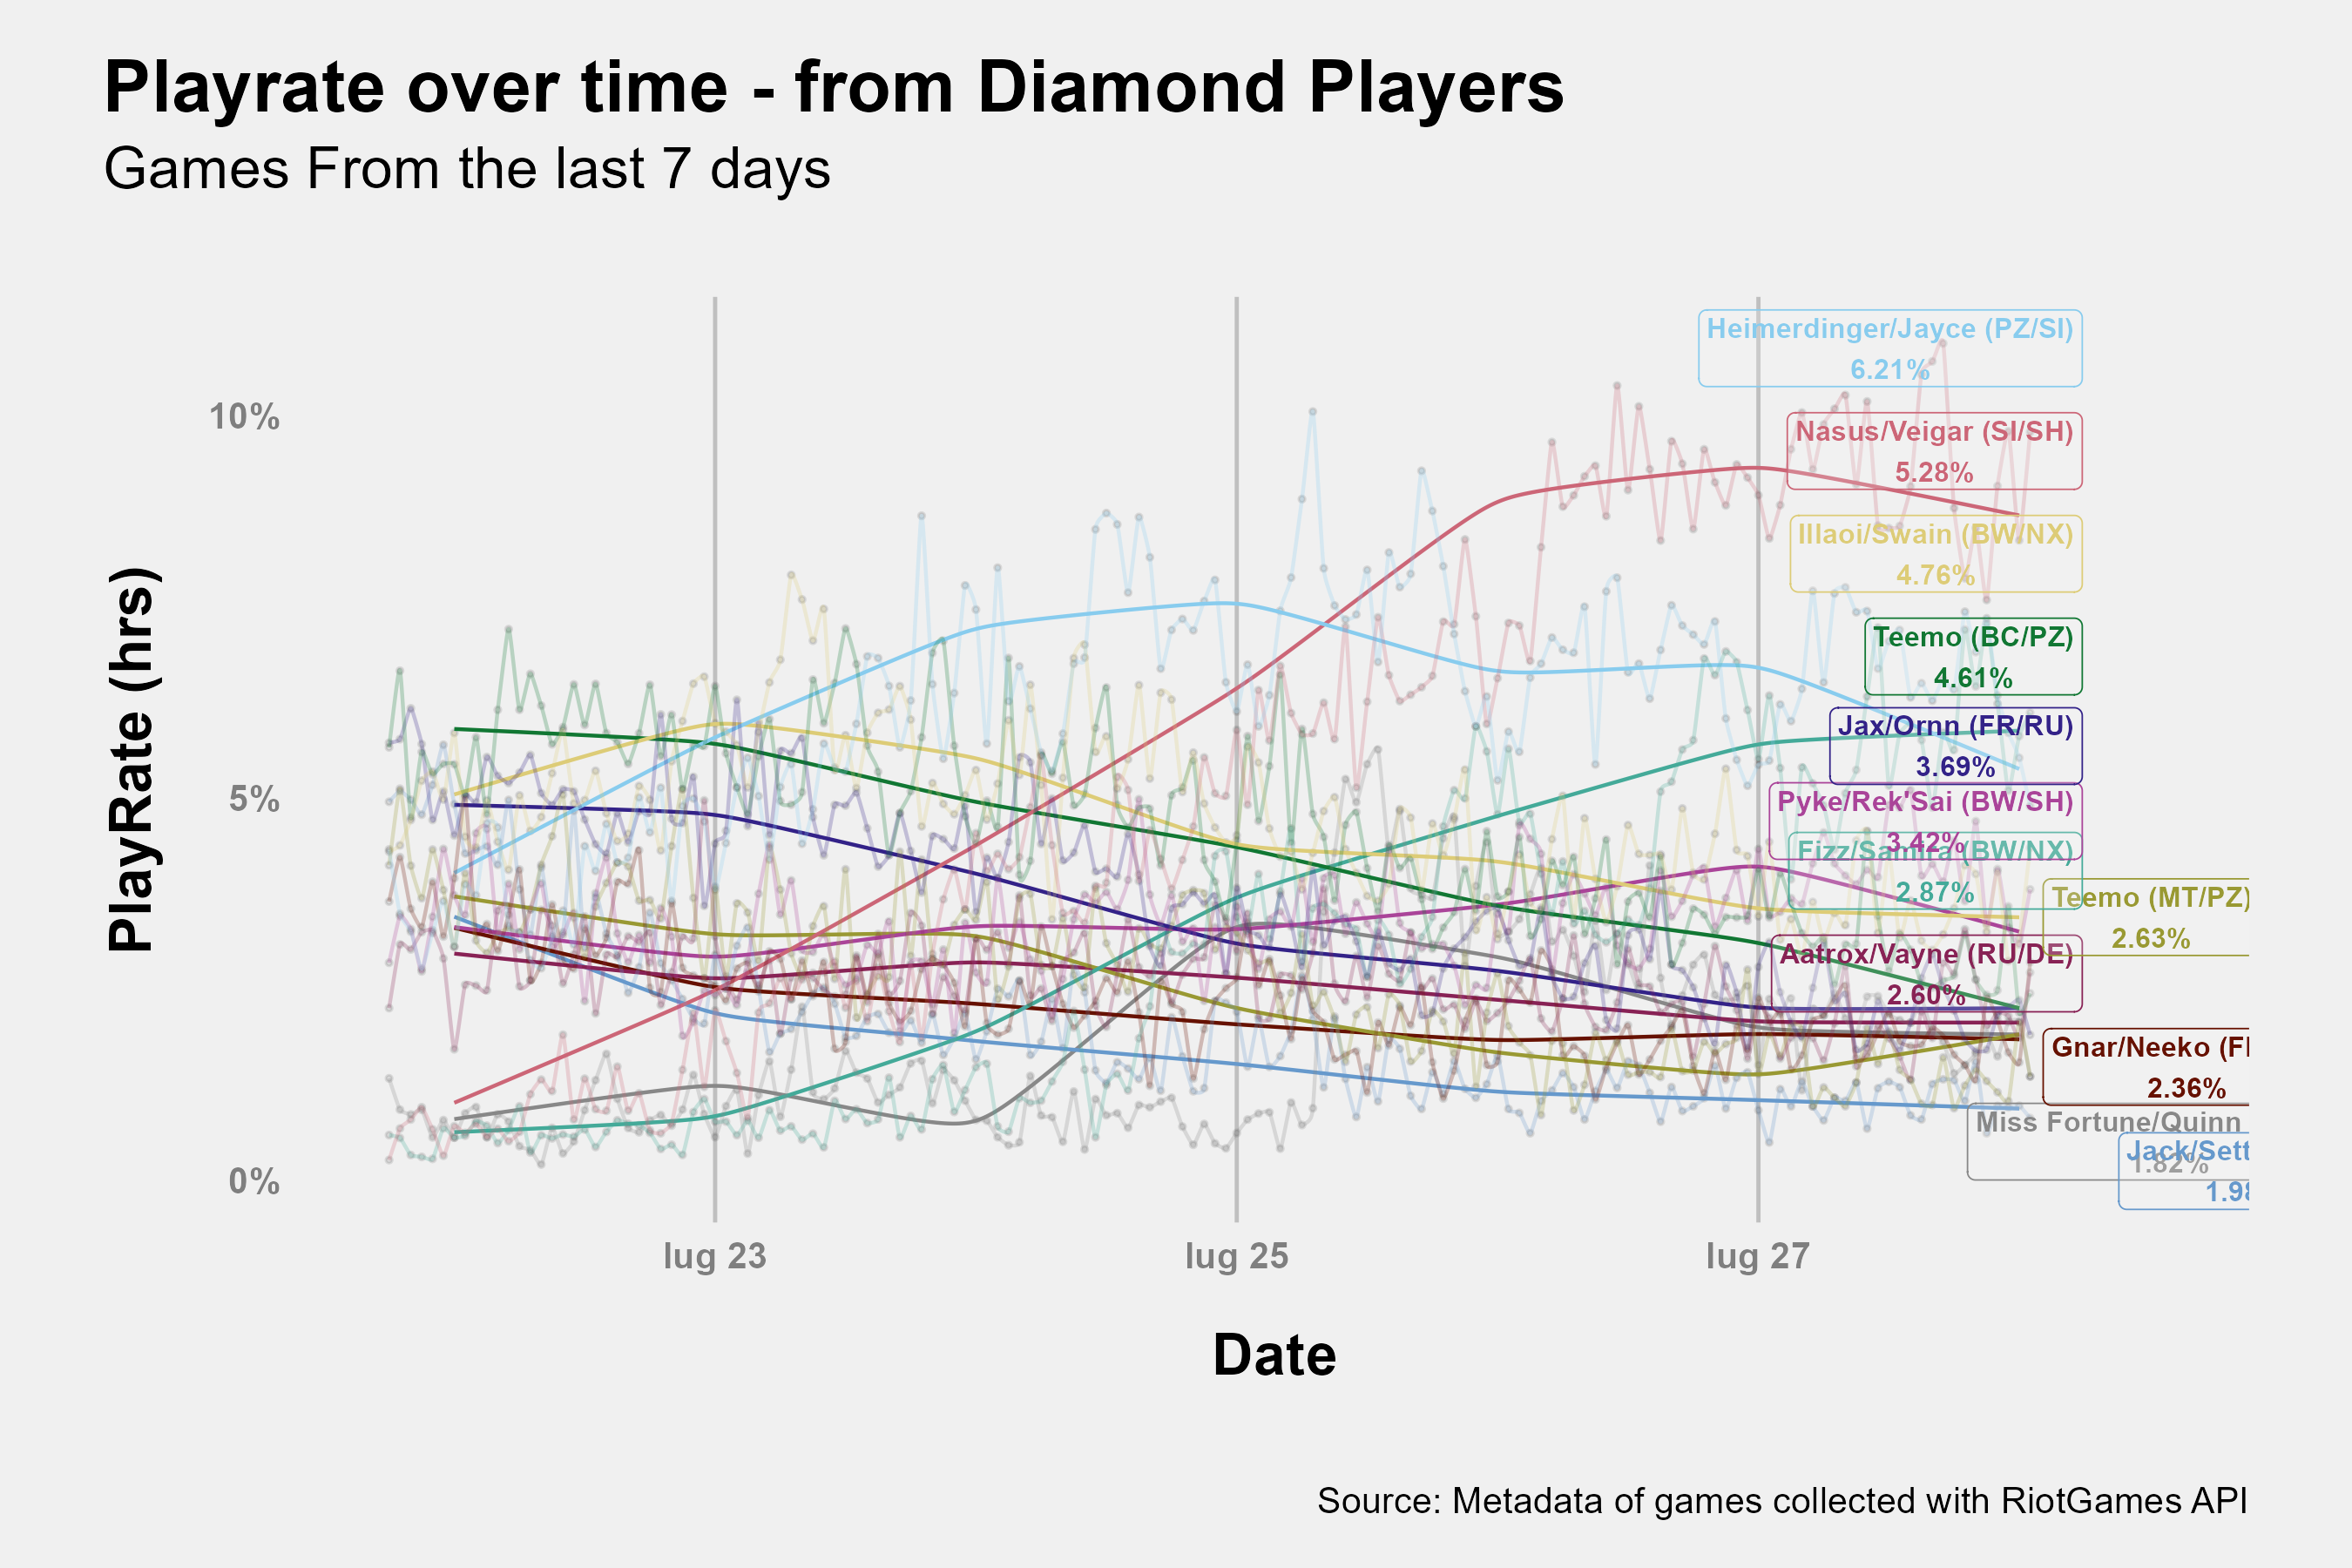 Playrate over time - from Diamond Players
Games From the last 7 days
PlayRate (hrs)
10%
5%
0%
Heimerdinger/Jayce (PZ/SI)
6.21%
Nasus/Veigar (SI/SH)
5.28%
Illaoi/Swain (BW/NX)
4.76%
Teemo (BC/PZ)
4.61%
Jax/Ornn (FR/RU)
3.69%
Pyke/Rek'Sai (BW/SH)
3.42%
Fizz/Samira (BW/NX)
2.87%
Teemo (MT/PZ)
2.63%
Aatrox/Vayne (RU/DE)
2.60%
Gnar/Neeko
2.36%
Miss Fortune/Quinn
1.82%
Jack/Sett
lug 23
lug 25
lug 27
Date
Source: Metadata of games collected with RiotGames API